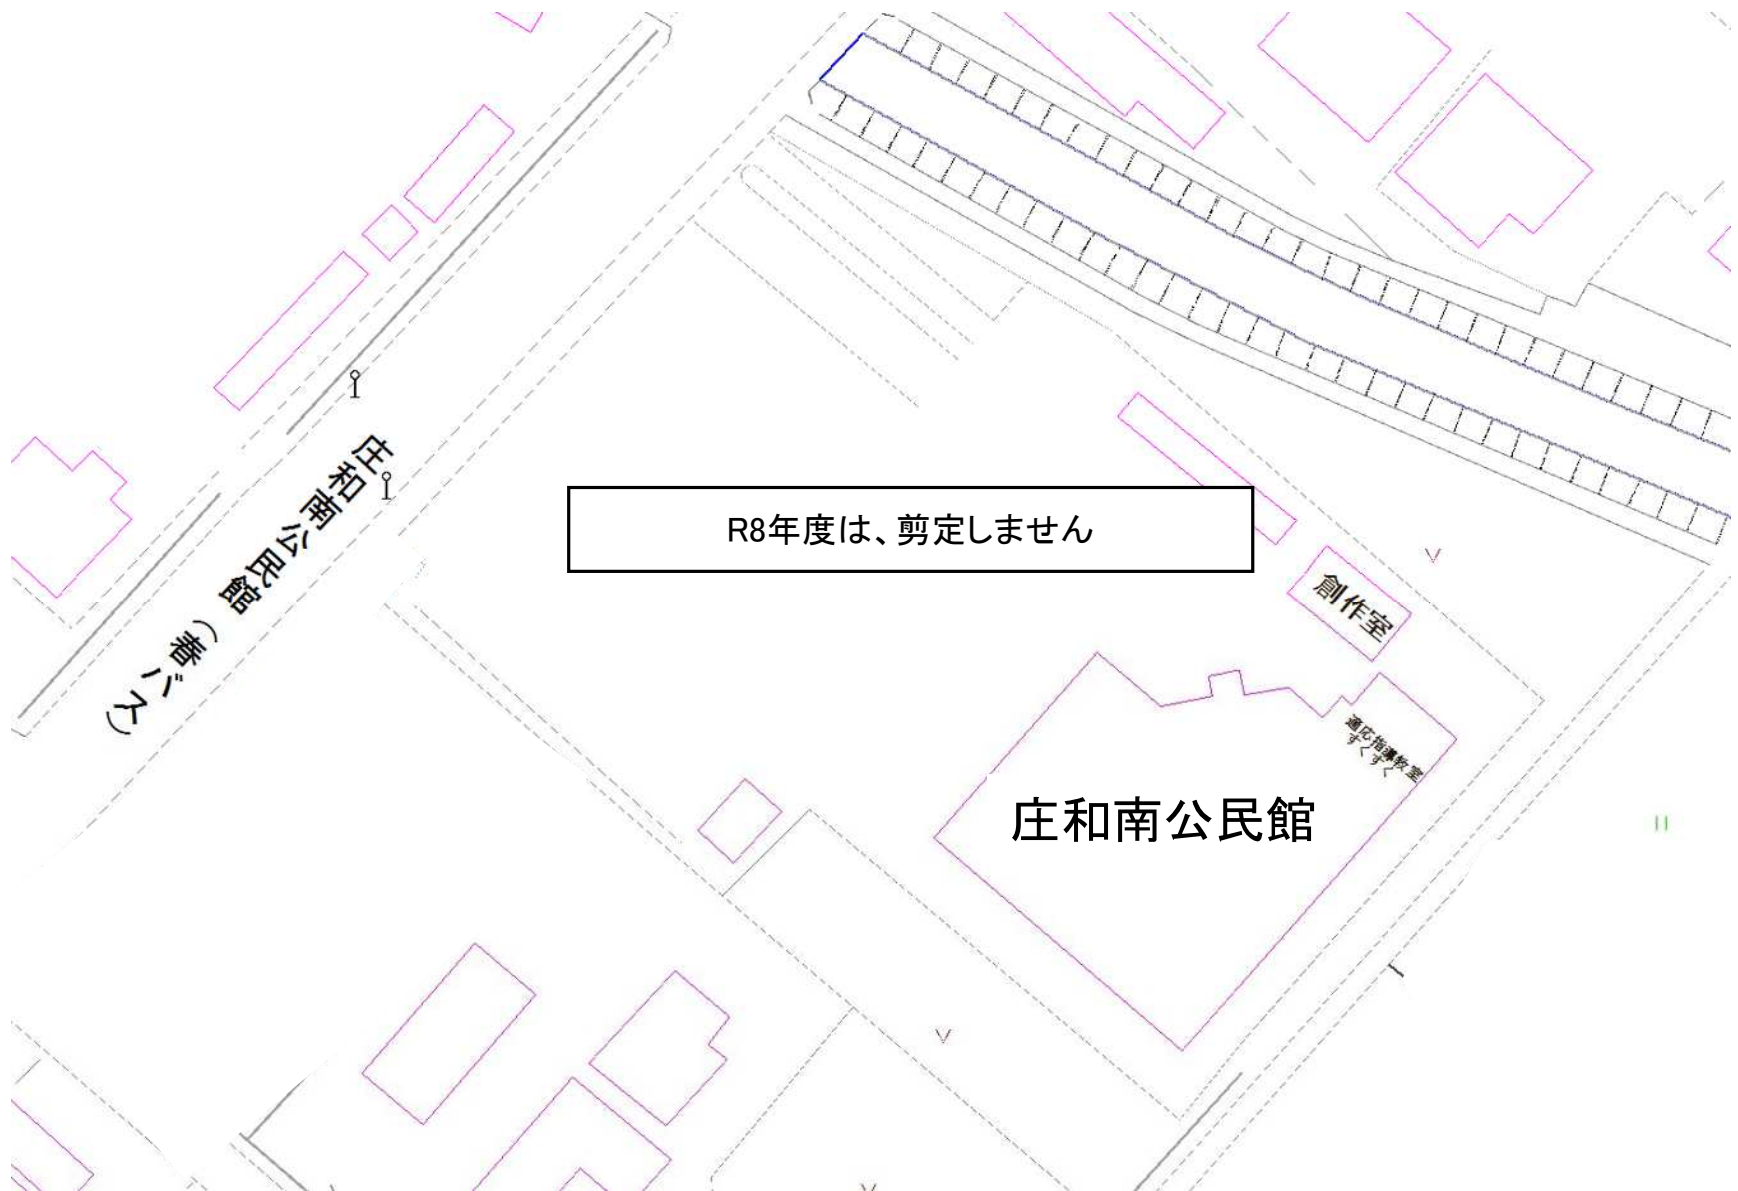 庄和南公民館(春バス)
R8年度は、剪定しません
創作室
適応指導教室
すくすく
庄和南公民館